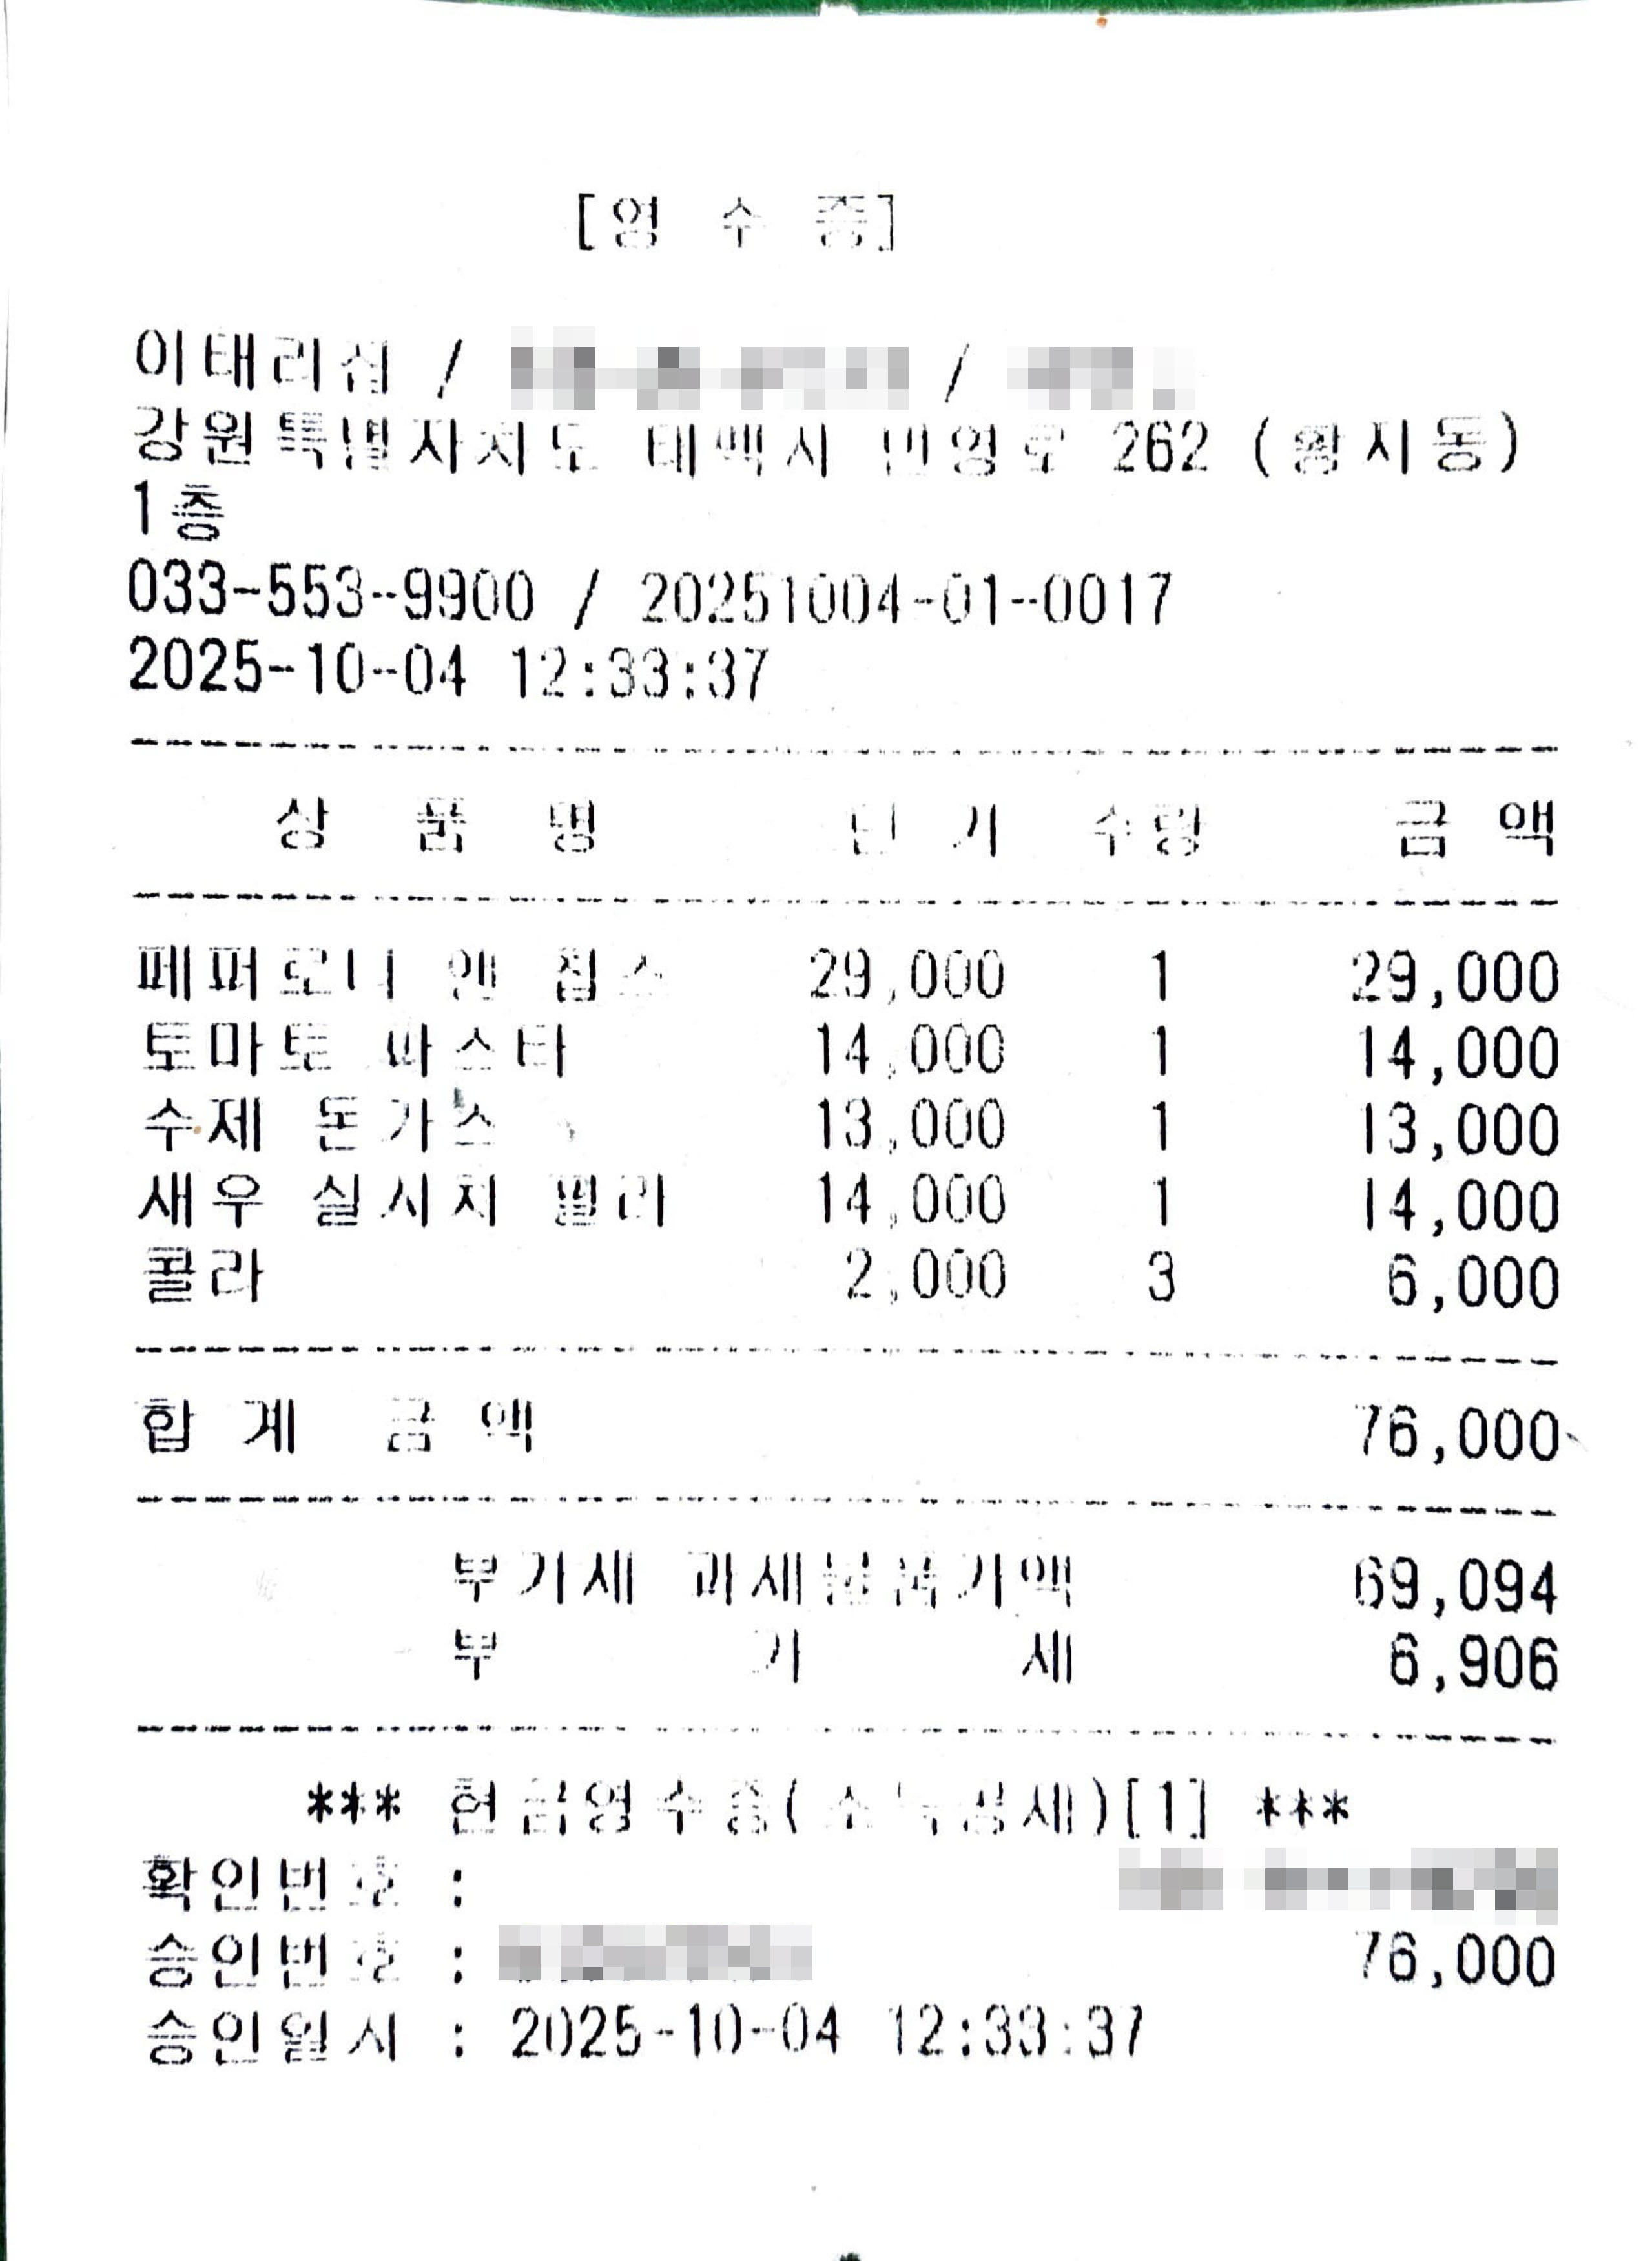 [영 수 증]
이태리집 / /
강원특별자치도 태백시 번영로 262 (황지동)
1층
033-553-9900 / 20251004-01-0017
2025-10-04 12:33:37
상 품 명 단 가 수량 금 액
페퍼로니 앤 칩스 29,000 1 29,000
토마토 파스타 14,000 1 14,000
수제 돈가스 13,000 1 13,000
새우 실시치 필라 14,000 1 14,000
콜라 2,000 3 6,000
합 계 금 액 76,000
부가세 과세물품가액 69,094
부 가 세 6,906
*** 현금영수증(소득공제)[1] ***
확인번호 :
승인번호 : 76,000
승인일시 : 2025-10-04 12:33:37